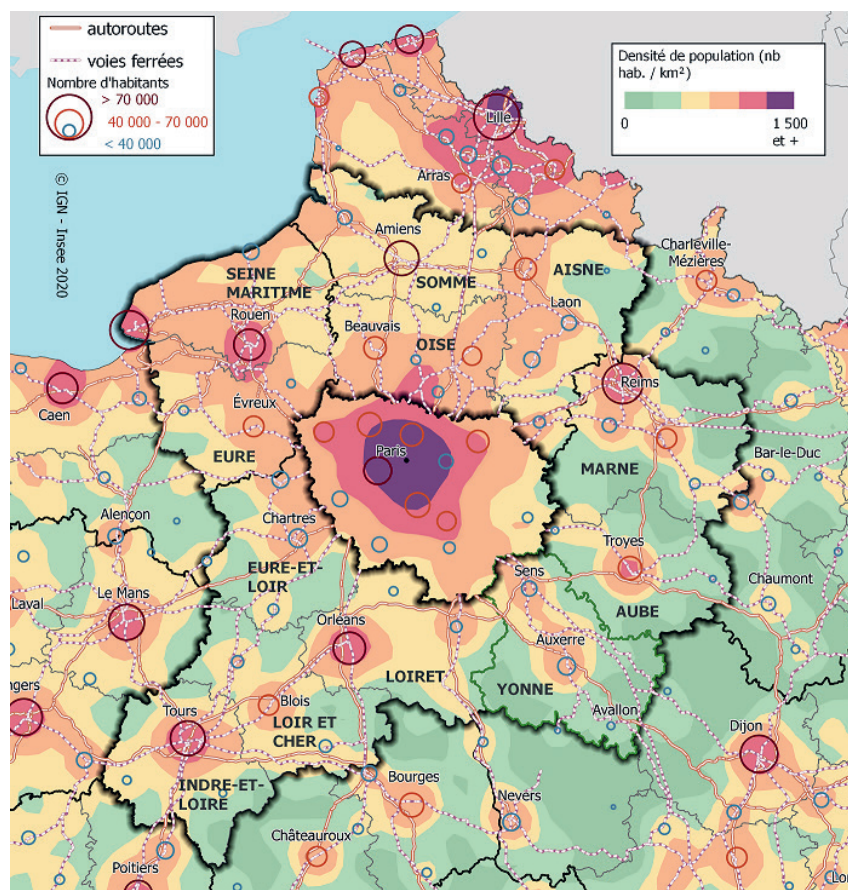 autoroutes
voies ferrées
Nombre d'habitants
> 70 000
40 000 - 70 000
< 40 000
Densité de population (nb
hab. / km²)
0
1 500
et +
© IGN - Insee 2020
Lille
Arras
Amiens
Charleville-
Mézières
SEINE
MARITIME
SOMME
AISNE
Rouen
Laon
Beauvais
OISE
Reims
Caen
Évreux
EURE
Paris
MARNE
Bar-le-Duc
Alençon
Chartres
Troyes
EURE-ET-
LOIR
Sens
Chaumont
Laval
Le Mans
AUBE
Orléans
Auxerre
LOIRET
YONNE
ngers
Blois
Tours
LOIR ET
CHER
Avallon
Dijon
INDRE-ET-
LOIRE
Bourges
Nevers
Châteauroux
Poitiers